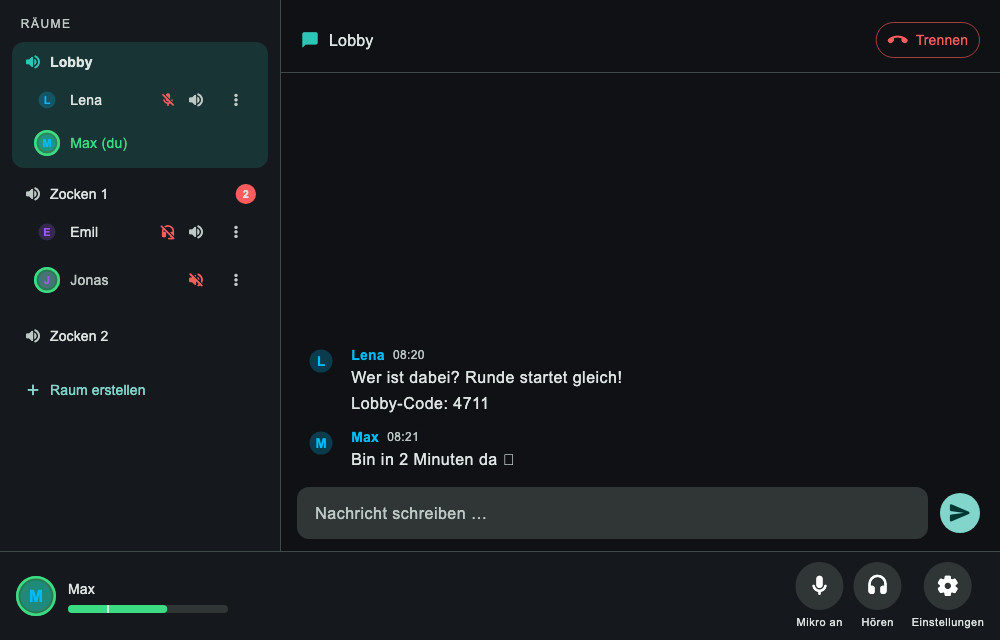 RÄUME
Lobby
L Lena
M Max (du)
Zocken 1 2
E Emil
J Jonas
Zocken 2
+ Raum erstellen
Lobby
Trennen
L Lena 08:20
Wer ist dabei? Runde startet gleich!
Lobby-Code: 4711
M Max 08:21
Bin in 2 Minuten da □
Nachricht schreiben …
M Max
Mikro an
Hören
Einstellungen